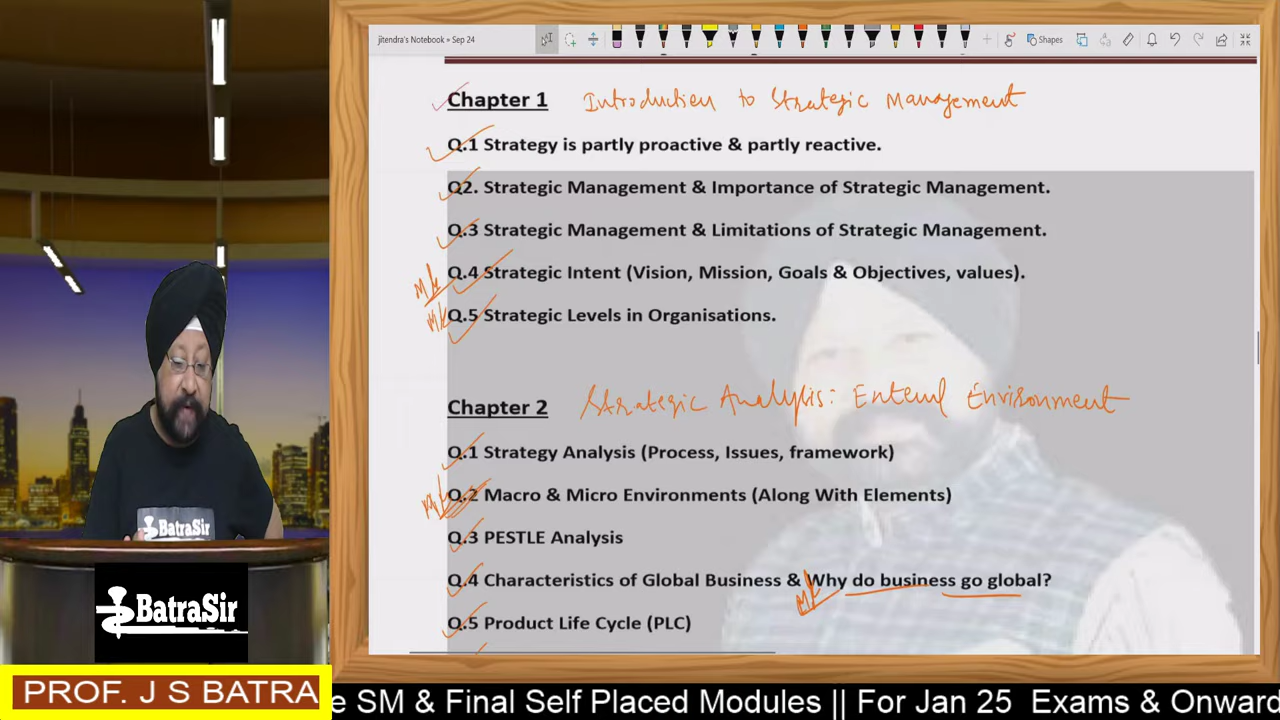 jitendra's Notebook » Sep 24
Shapes
Chapter 1 Introduction to Strategic Management
Q.1 Strategy is partly proactive & partly reactive.
Q2. Strategic Management & Importance of Strategic Management.
Q.3 Strategic Management & Limitations of Strategic Management.
Q.4 Strategic Intent (Vision, Mission, Goals & Objectives, values).
Q.5 Strategic Levels in Organisations.
Chapter 2 Strategic Analysis: External Environment
Q.1 Strategy Analysis (Process, Issues, framework)
Q.2 Macro & Micro Environments (Along With Elements)
Q.3 PESTLE Analysis
Q.4 Characteristics of Global Business & Why do business go global?
Q.5 Product Life Cycle (PLC)
BatraSir
BatraSir
PROF. J S BATRA
e SM & Final Self Placed Modules || For Jan 25 Exams & Onward